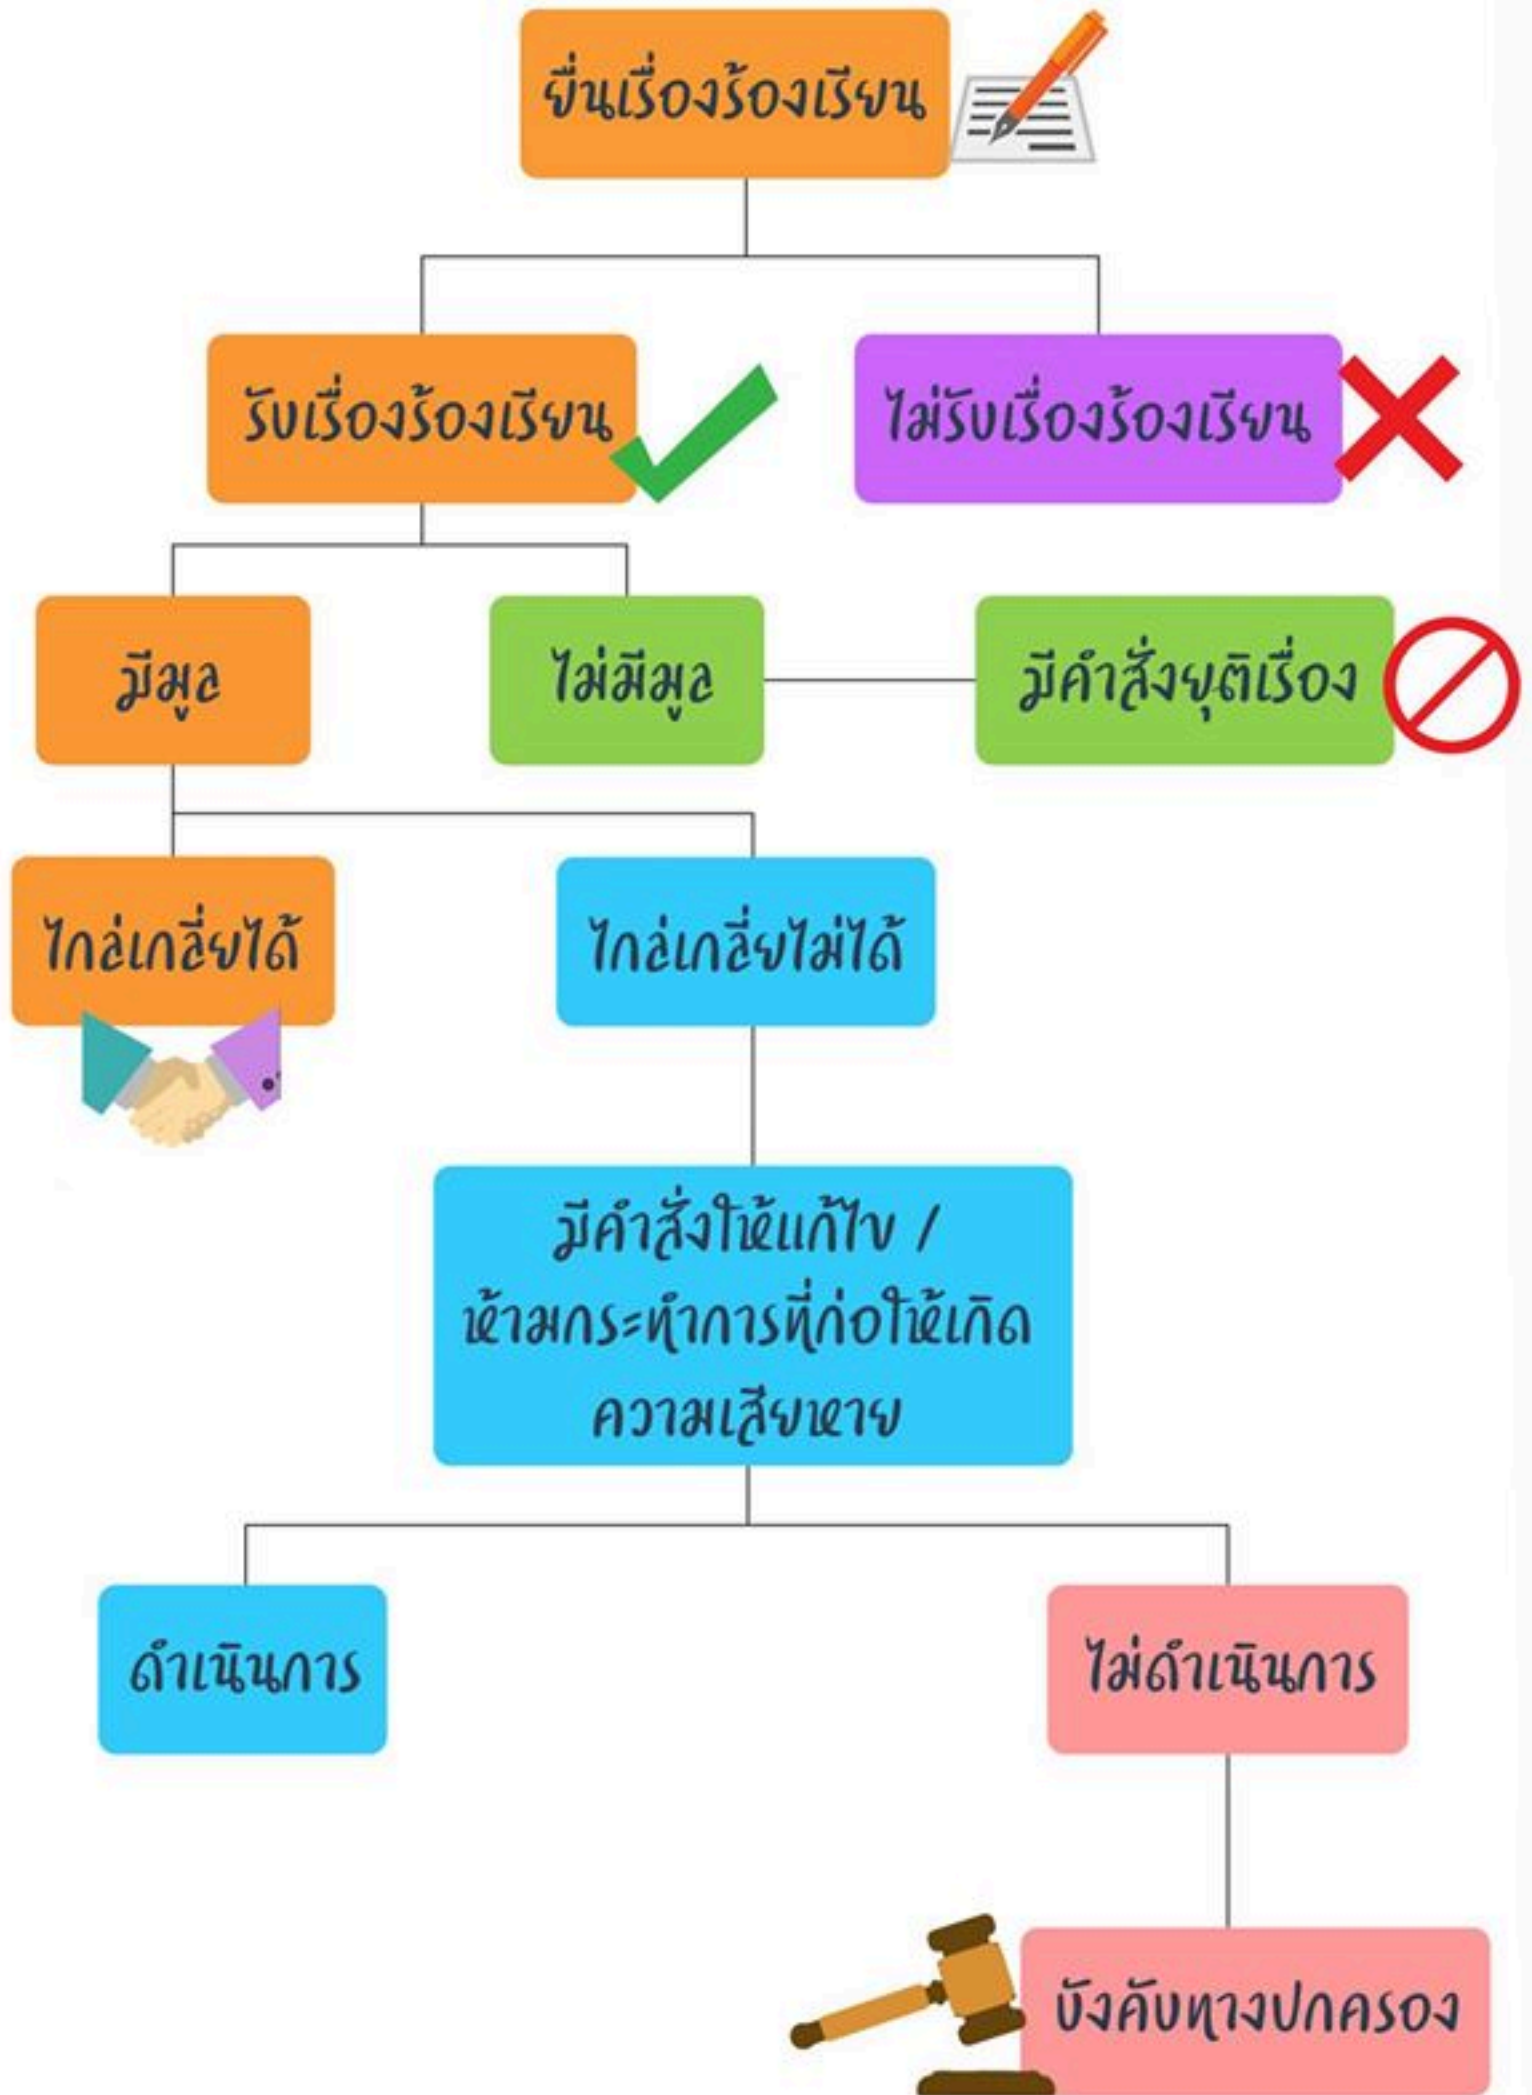 ยื่นเรื่องร้องเรียน
รับเรื่องร้องเรียน
ไม่รับเรื่องร้องเรียน
มีมูล
ไม่มีมูล
มีคำสั่งยุติเรื่อง
ไกล่เกลี่ยได้
ไกล่เกลี่ยไม่ได้
มีคำสั่งให้แก้ไข /
ห้ามกระทำการที่ก่อให้เกิด
ความเสียหาย
ดำเนินการ
ไม่ดำเนินการ
บังคับทางปกครอง